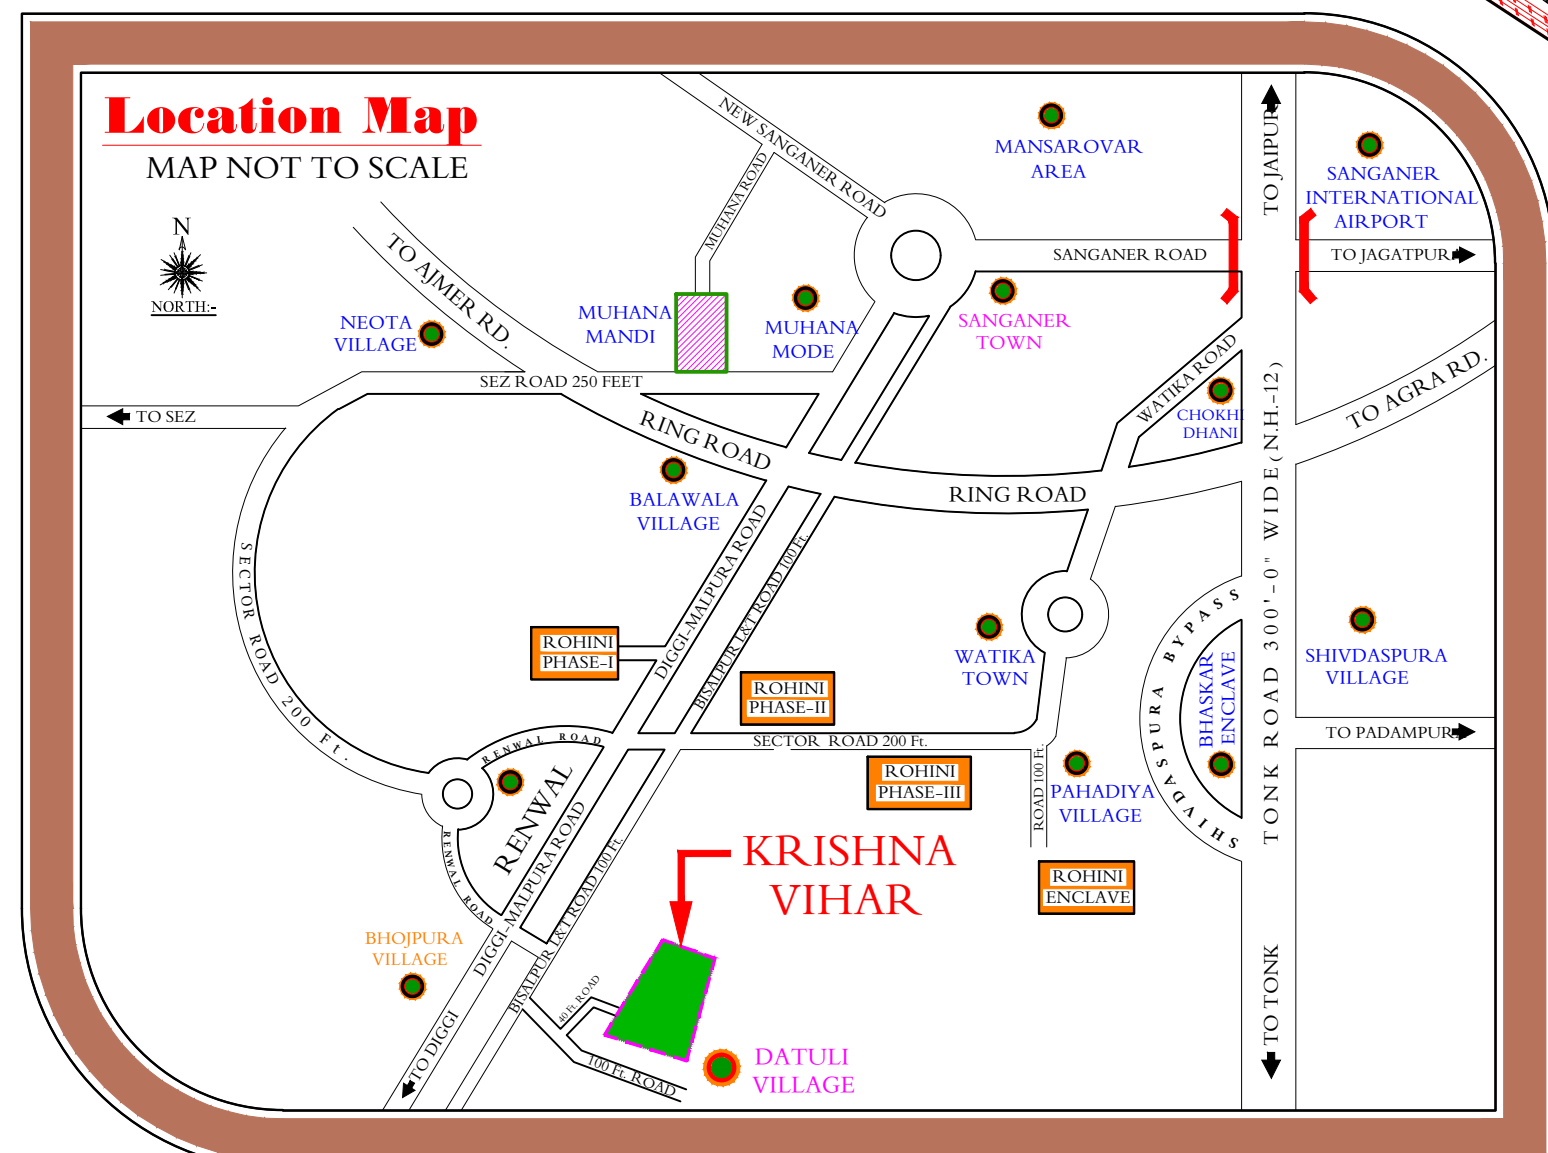 Location Map
MAP NOT TO SCALE
N
NORTH:-
NEW SANGANER ROAD
MUHANA ROAD
MANSAROVAR
AREA
TO JAIPUR
SANGANER
INTERNATIONAL
AIRPORT
SANGANER ROAD
TO JAGATPURA
TO AJMER RD.
NEOTA
VILLAGE
MUHANA
MANDI
MUHANA
MODE
SANGANER
TOWN
WATIKA ROAD
CHOKHI
DHANI
TO AGRA RD.
SEZ ROAD 250 FEET
TO SEZ
RING ROAD
RING ROAD
BALAWALA
VILLAGE
TONK ROAD 300'-0" WIDE ( N.H.-12 )
SECTOR ROAD 200 Ft.
DIGGI-MALPURA ROAD
BISALPUR L&T ROAD 100 Ft.
ROHINI
PHASE-I
ROHINI
PHASE-II
WATIKA
TOWN
SHIVDASPURA BYPASS
BHASKAR
ENCLAVE
SHIVDASPURA
VILLAGE
TO PADAMPURA
SECTOR ROAD 200 Ft.
RENWAL ROAD
RENWAL
RENWAL ROAD
ROHINI
PHASE-III
ROAD 100 Ft.
PAHADIYA
VILLAGE
KRISHNA
VIHAR
ROHINI
ENCLAVE
DIGGI-MALPURA ROAD
BISALPUR L&T ROAD 100 Ft.
BHOJPURA
VILLAGE
40 Ft. ROAD
100 Ft. ROAD
TO DIGGI
DATULI
VILLAGE
TO TONK